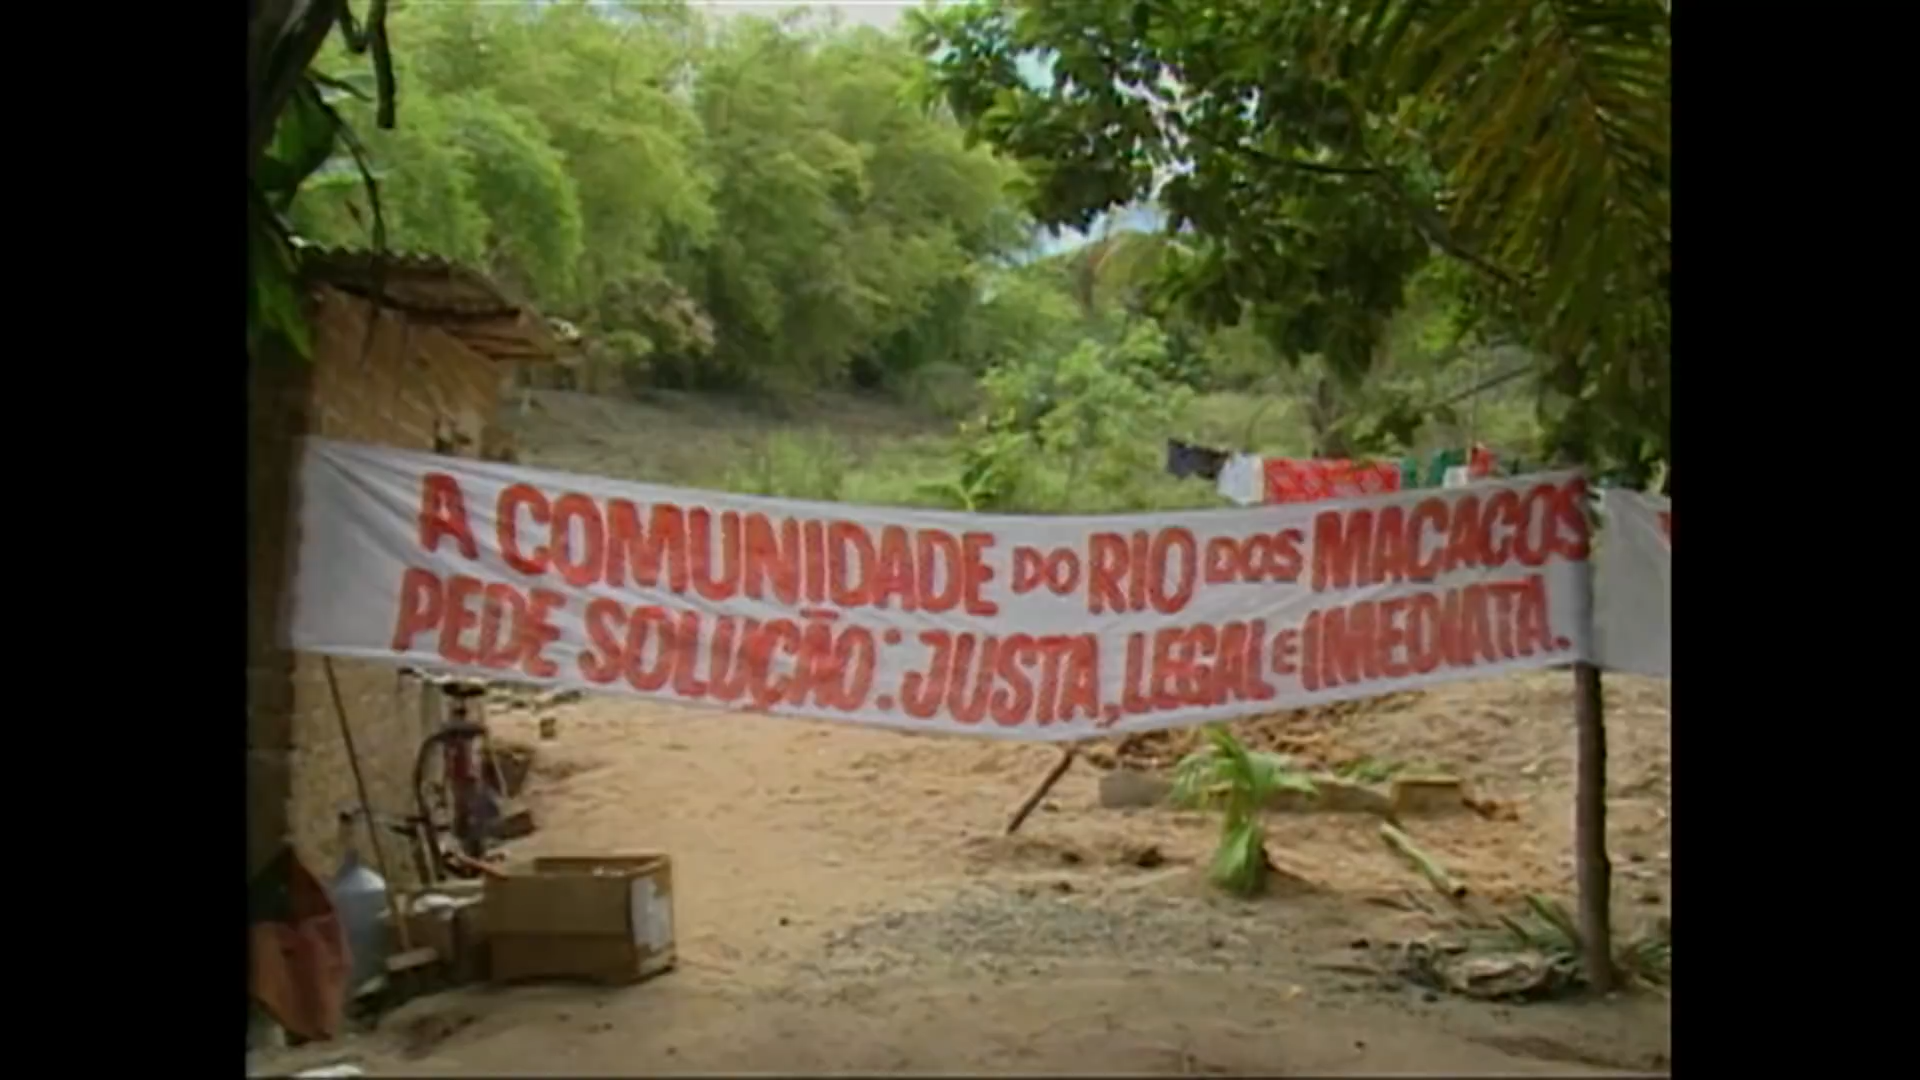 A COMUNIDADE DO RIO DOS MACACOS
PEDE SOLUÇÃO: JUSTA, LEGAL E IMEDIATA.